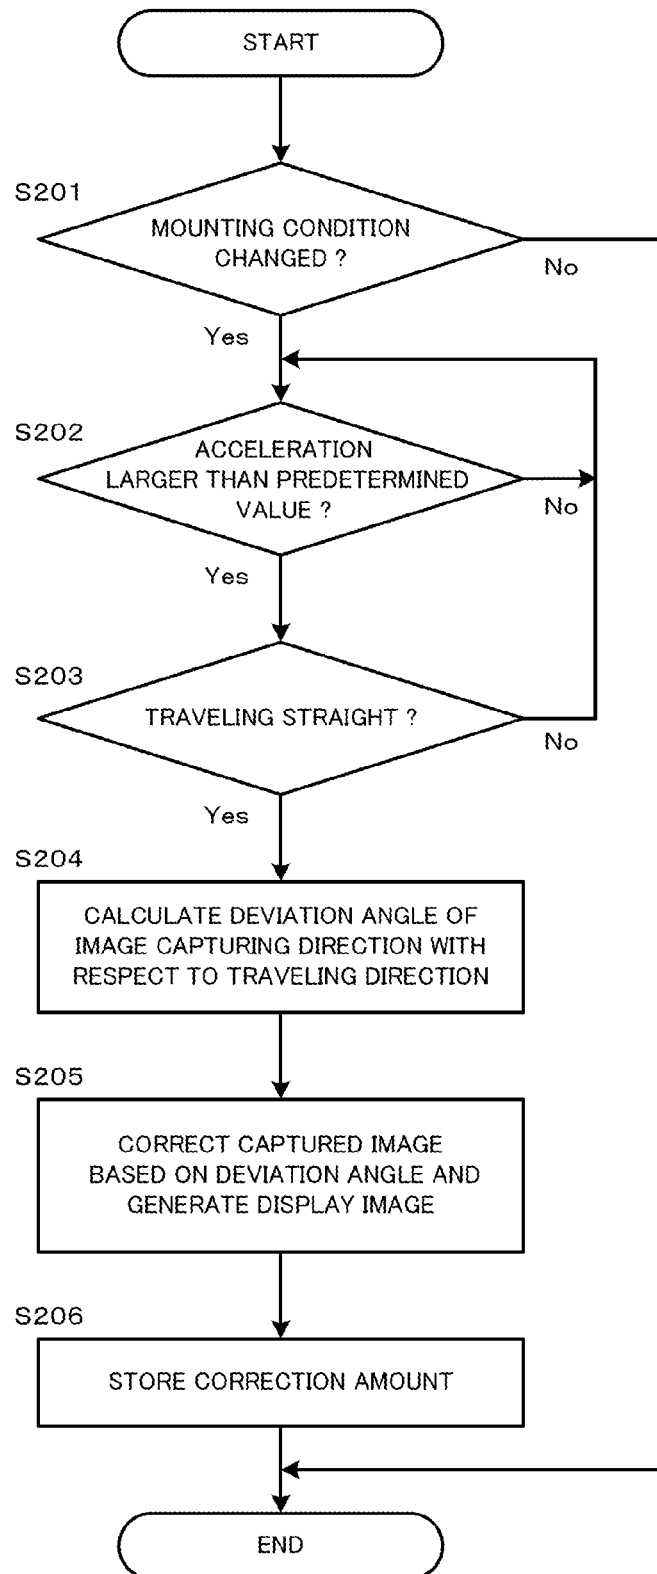 START
S201
MOUNTING CONDITION
CHANGED ?
No
Yes
S202
ACCELERATION
LARGER THAN PREDETERMINED
VALUE ?
No
Yes
S203
TRAVELING STRAIGHT ?
No
Yes
S204
CALCULATE DEVIATION ANGLE OF
IMAGE CAPTURING DIRECTION WITH
RESPECT TO TRAVELING DIRECTION
S205
CORRECT CAPTURED IMAGE
BASED ON DEVIATION ANGLE AND
GENERATE DISPLAY IMAGE
S206
STORE CORRECTION AMOUNT
END